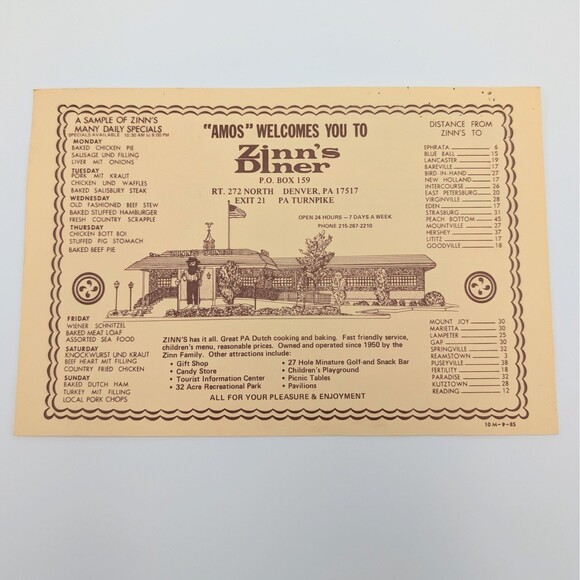 A SAMPLE OF ZINN'S
MANY DAILY SPECIALS
SPECIALS AVAILABLE 10:30 AM to 9:00 PM
MONDAY
BAKED CHICKEN PIE
SAUSAGE UND FILLING
LIVER MIT ONIONS
TUESDAY
PORK MIT KRAUT
CHICKEN UND WAFFLES
BAKED SALISBURY STEAK
WEDNESDAY
OLD FASHIONED BEEF STEW
BAKED STUFFED HAMBURGER
FRESH COUNTRY SCRAPPLE
THURSDAY
CHICKEN BOTT BOI
STUFFED PIG STOMACH
BAKED BEEF PIE
FRIDAY
WIENER SCHNITZEL
BAKED MEAT LOAF
ASSORTED SEA FOOD
SATURDAY
KNOCKWURST UND KRAUT
BEEF HEART MIT FILLING
COUNTRY FRIED CHICKEN
SUNDAY
BAKED DUTCH HAM
TURKEY MIT FILLING
LOCAL PORK CHOPS
"AMOS" WELCOMES YOU TO
Zinn's
Diner
P.O. BOX 159
RT. 272 NORTH DENVER, PA 17517
EXIT 21 PA TURNPIKE
OPEN 24 HOURS – 7 DAYS A WEEK
PHONE 215-267-2210
ZINN'S has it all. Great PA Dutch cooking and baking. Fast friendly service,
children's menu, reasonable prices. Owned and operated since 1950 by the
Zinn Family. Other attractions include:
• Gift Shop
• Candy Store
• Tourist Information Center
• 32 Acre Recreational Park
• 27 Hole Minature Golf-and Snack Bar
• Children's Playground
• Picnic Tables
• Pavilions
ALL FOR YOUR PLEASURE & ENJOYMENT
DISTANCE FROM
ZINN'S TO
EPHRATA 6
BLUE BALL 15
LANCASTER 19
BAREVILLE 17
BIRD IN-HAND 27
NEW HOLLAND 17
INTERCOURSE 26
EAST PETERSBURG 20
VIRGINVILLE 28
EDEN 17
STRASBURG 31
PEACH BOTTOM 45
MOUNTVILLE 27
HERSHEY 37
LITITZ 17
GOODVILLE 18
MOUNT JOY 30
MARIETTA 30
LAMPETER 25
GAP 30
SPRINGVILLE 32
REAMSTOWN 3
PUSEYVILLE 38
FERTILITY 18
PARADISE 32
KUTZTOWN 28
READING 12
10 M-9-85